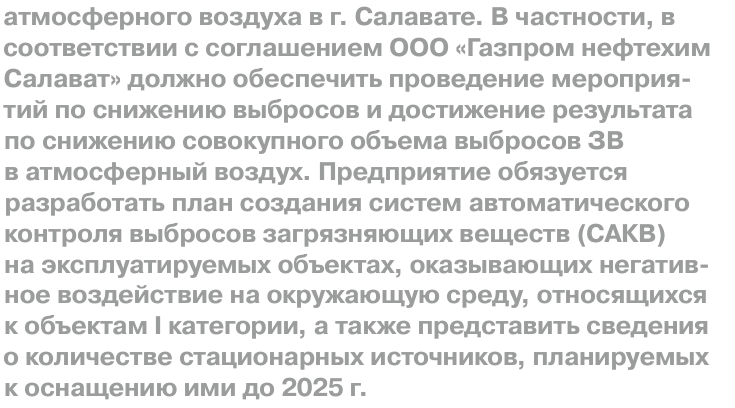 атмосферного воздуха в г. Салавате. В частности, в
соответствии с соглашением ООО «Газпром нефтехим
Салават» должно обеспечить проведение мероприя-
тий по снижению выбросов и достижение результата
по снижению совокупного объема выбросов ЗВ
в атмосферный воздух. Предприятие обязуется
разработать план создания систем автоматического
контроля выбросов загрязняющих веществ (САКВ)
на эксплуатируемых объектах, оказывающих негатив-
ное воздействие на окружающую среду, относящихся
к объектам I категории, а также представить сведения
о количестве стационарных источников, планируемых
к оснащению ими до 2025 г.